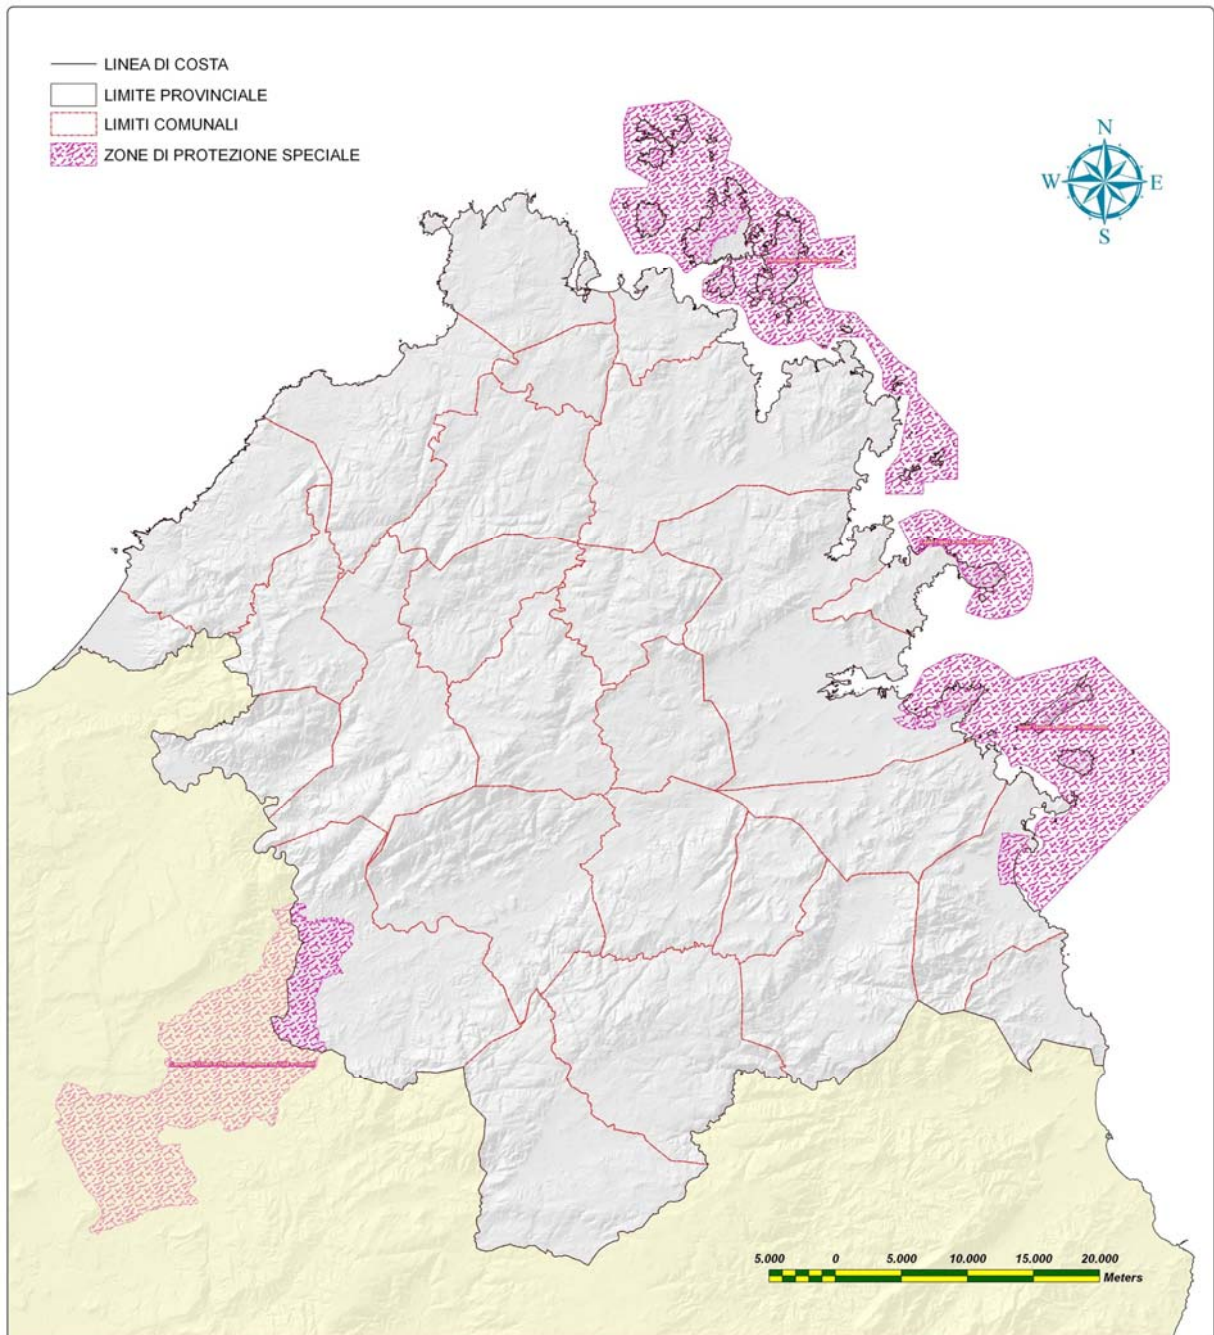 LINEA DI COSTA
LIMITE PROVINCIALE
LIMITI COMUNALI
ZONE DI PROTEZIONE SPECIALE
N
W E
S
5.000 0 5.000 10.000 15.000 20.000
Meters